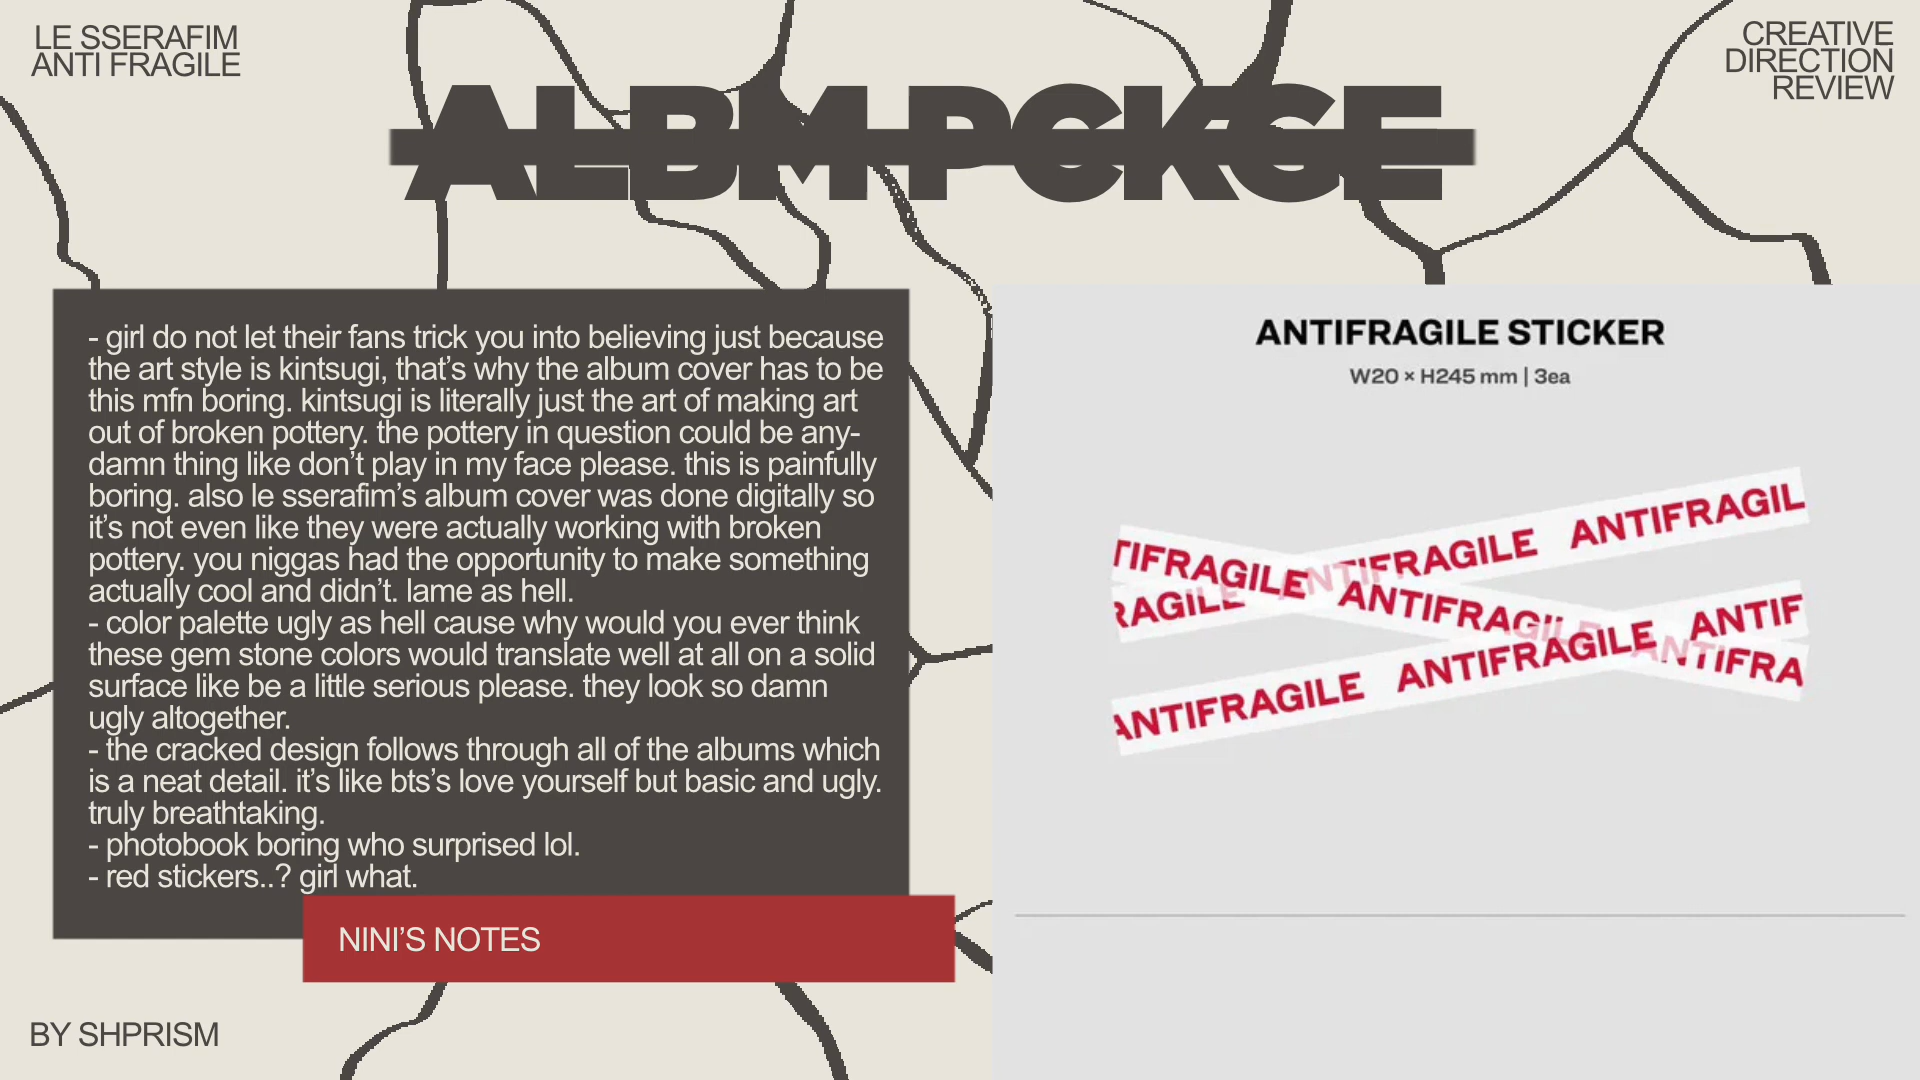 LE SSERAFIM
ANTI FRAGILE
CREATIVE
DIRECTION
REVIEW
ALBM PCKGE
- girl do not let their fans trick you into believing just because
the art style is kintsugi, that’s why the album cover has to be
this mfn boring. kintsugi is literally just the art of making art
out of broken pottery. the pottery in question could be any-
damn thing like don’t play in my face please. this is painfully
boring. also le sserafim’s album cover was done digitally so
it’s not even like they were actually working with broken
pottery. you niggas had the opportunity to make something
actually cool and didn’t. lame as hell.
- color palette ugly as hell cause why would you ever think
these gem stone colors would translate well at all on a solid
surface like be a little serious please. they look so damn
ugly altogether.
- the cracked design follows through all of the albums which
is a neat detail. it’s like bts’s love yourself but basic and ugly.
truly breathtaking.
- photobook boring who surprised lol.
- red stickers..? girl what.
NINI’S NOTES
BY SHPRISM
ANTIFRAGILE STICKER
W20 × H245 mm | 3ea
TIFRAGILE ANTIFRAGIL ANTIFRA
RAGILE ANTIFRAGILE ANTIFRAGIL
ANTIFRAGILE ANTIFRAGILE ANTIF